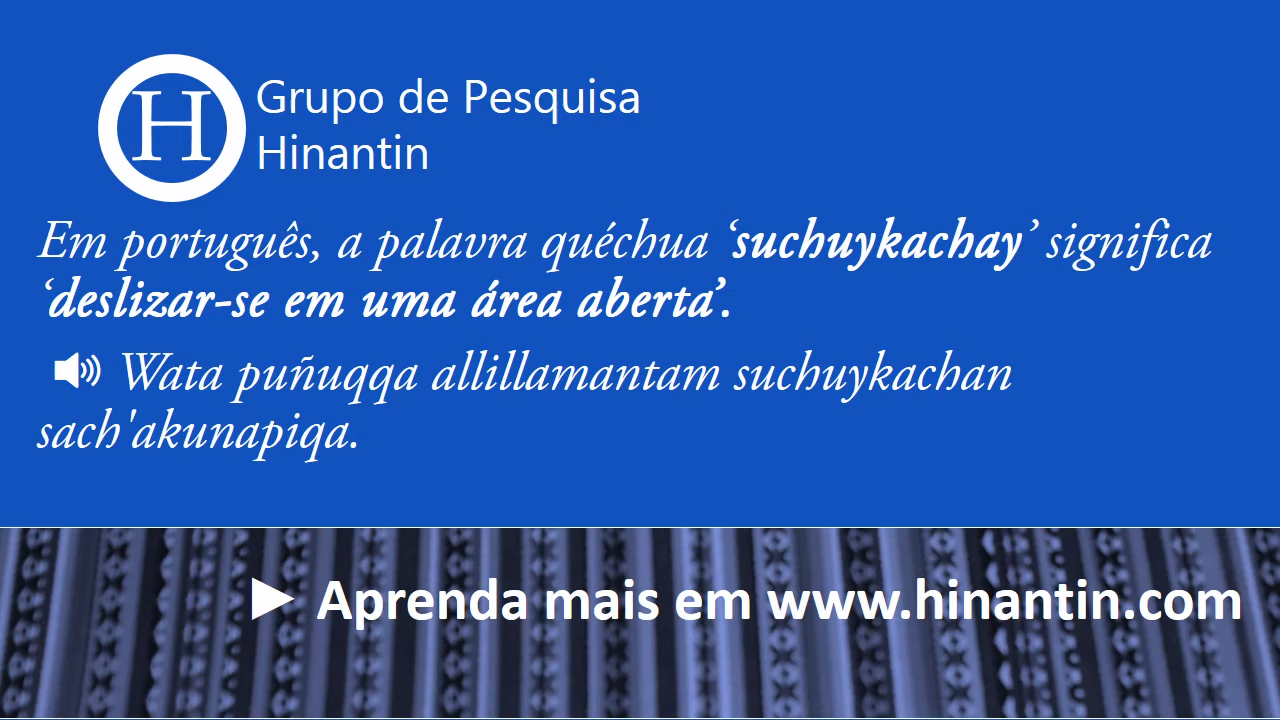 H
Grupo de Pesquisa
Hinantin
Em português, a palavra quéchua ‘suchuykachay’ significa
‘deslizar-se em uma área aberta’.
Wata puñuqqa allillamantam suchuykachan
sach'akunapiqa.
► Aprenda mais em www.hinantin.com